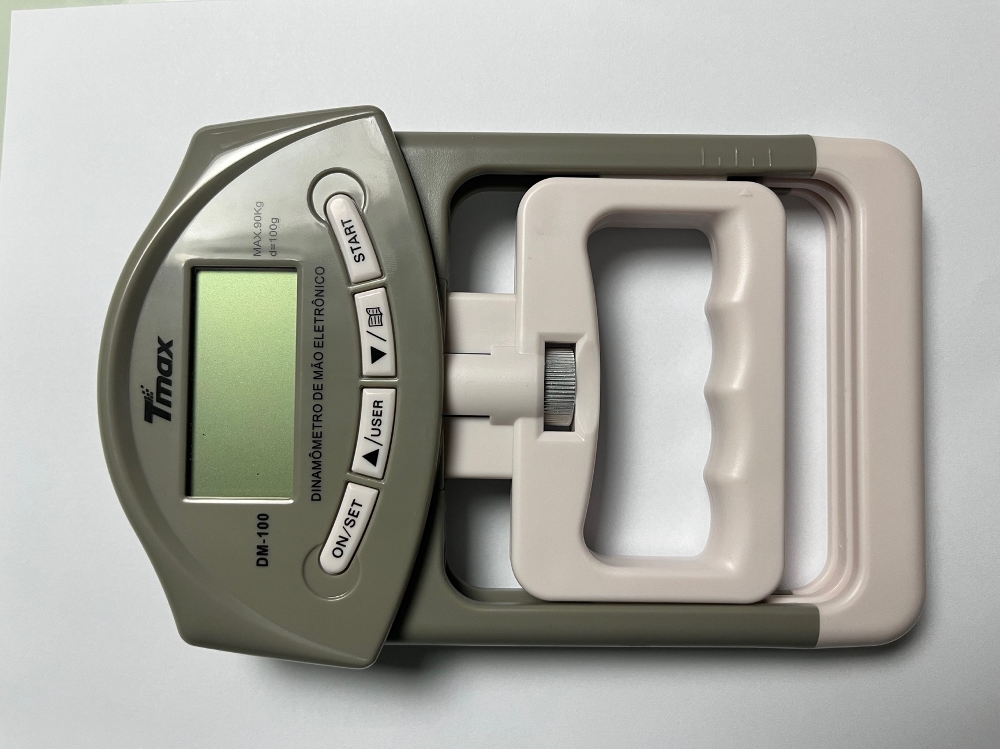 Tmax
DM-100
MAX.90Kg
d=100g
DINAMÔMETRO DE MÃO ELETRÔNICO
ON/SET
▲/USER
▼/
START